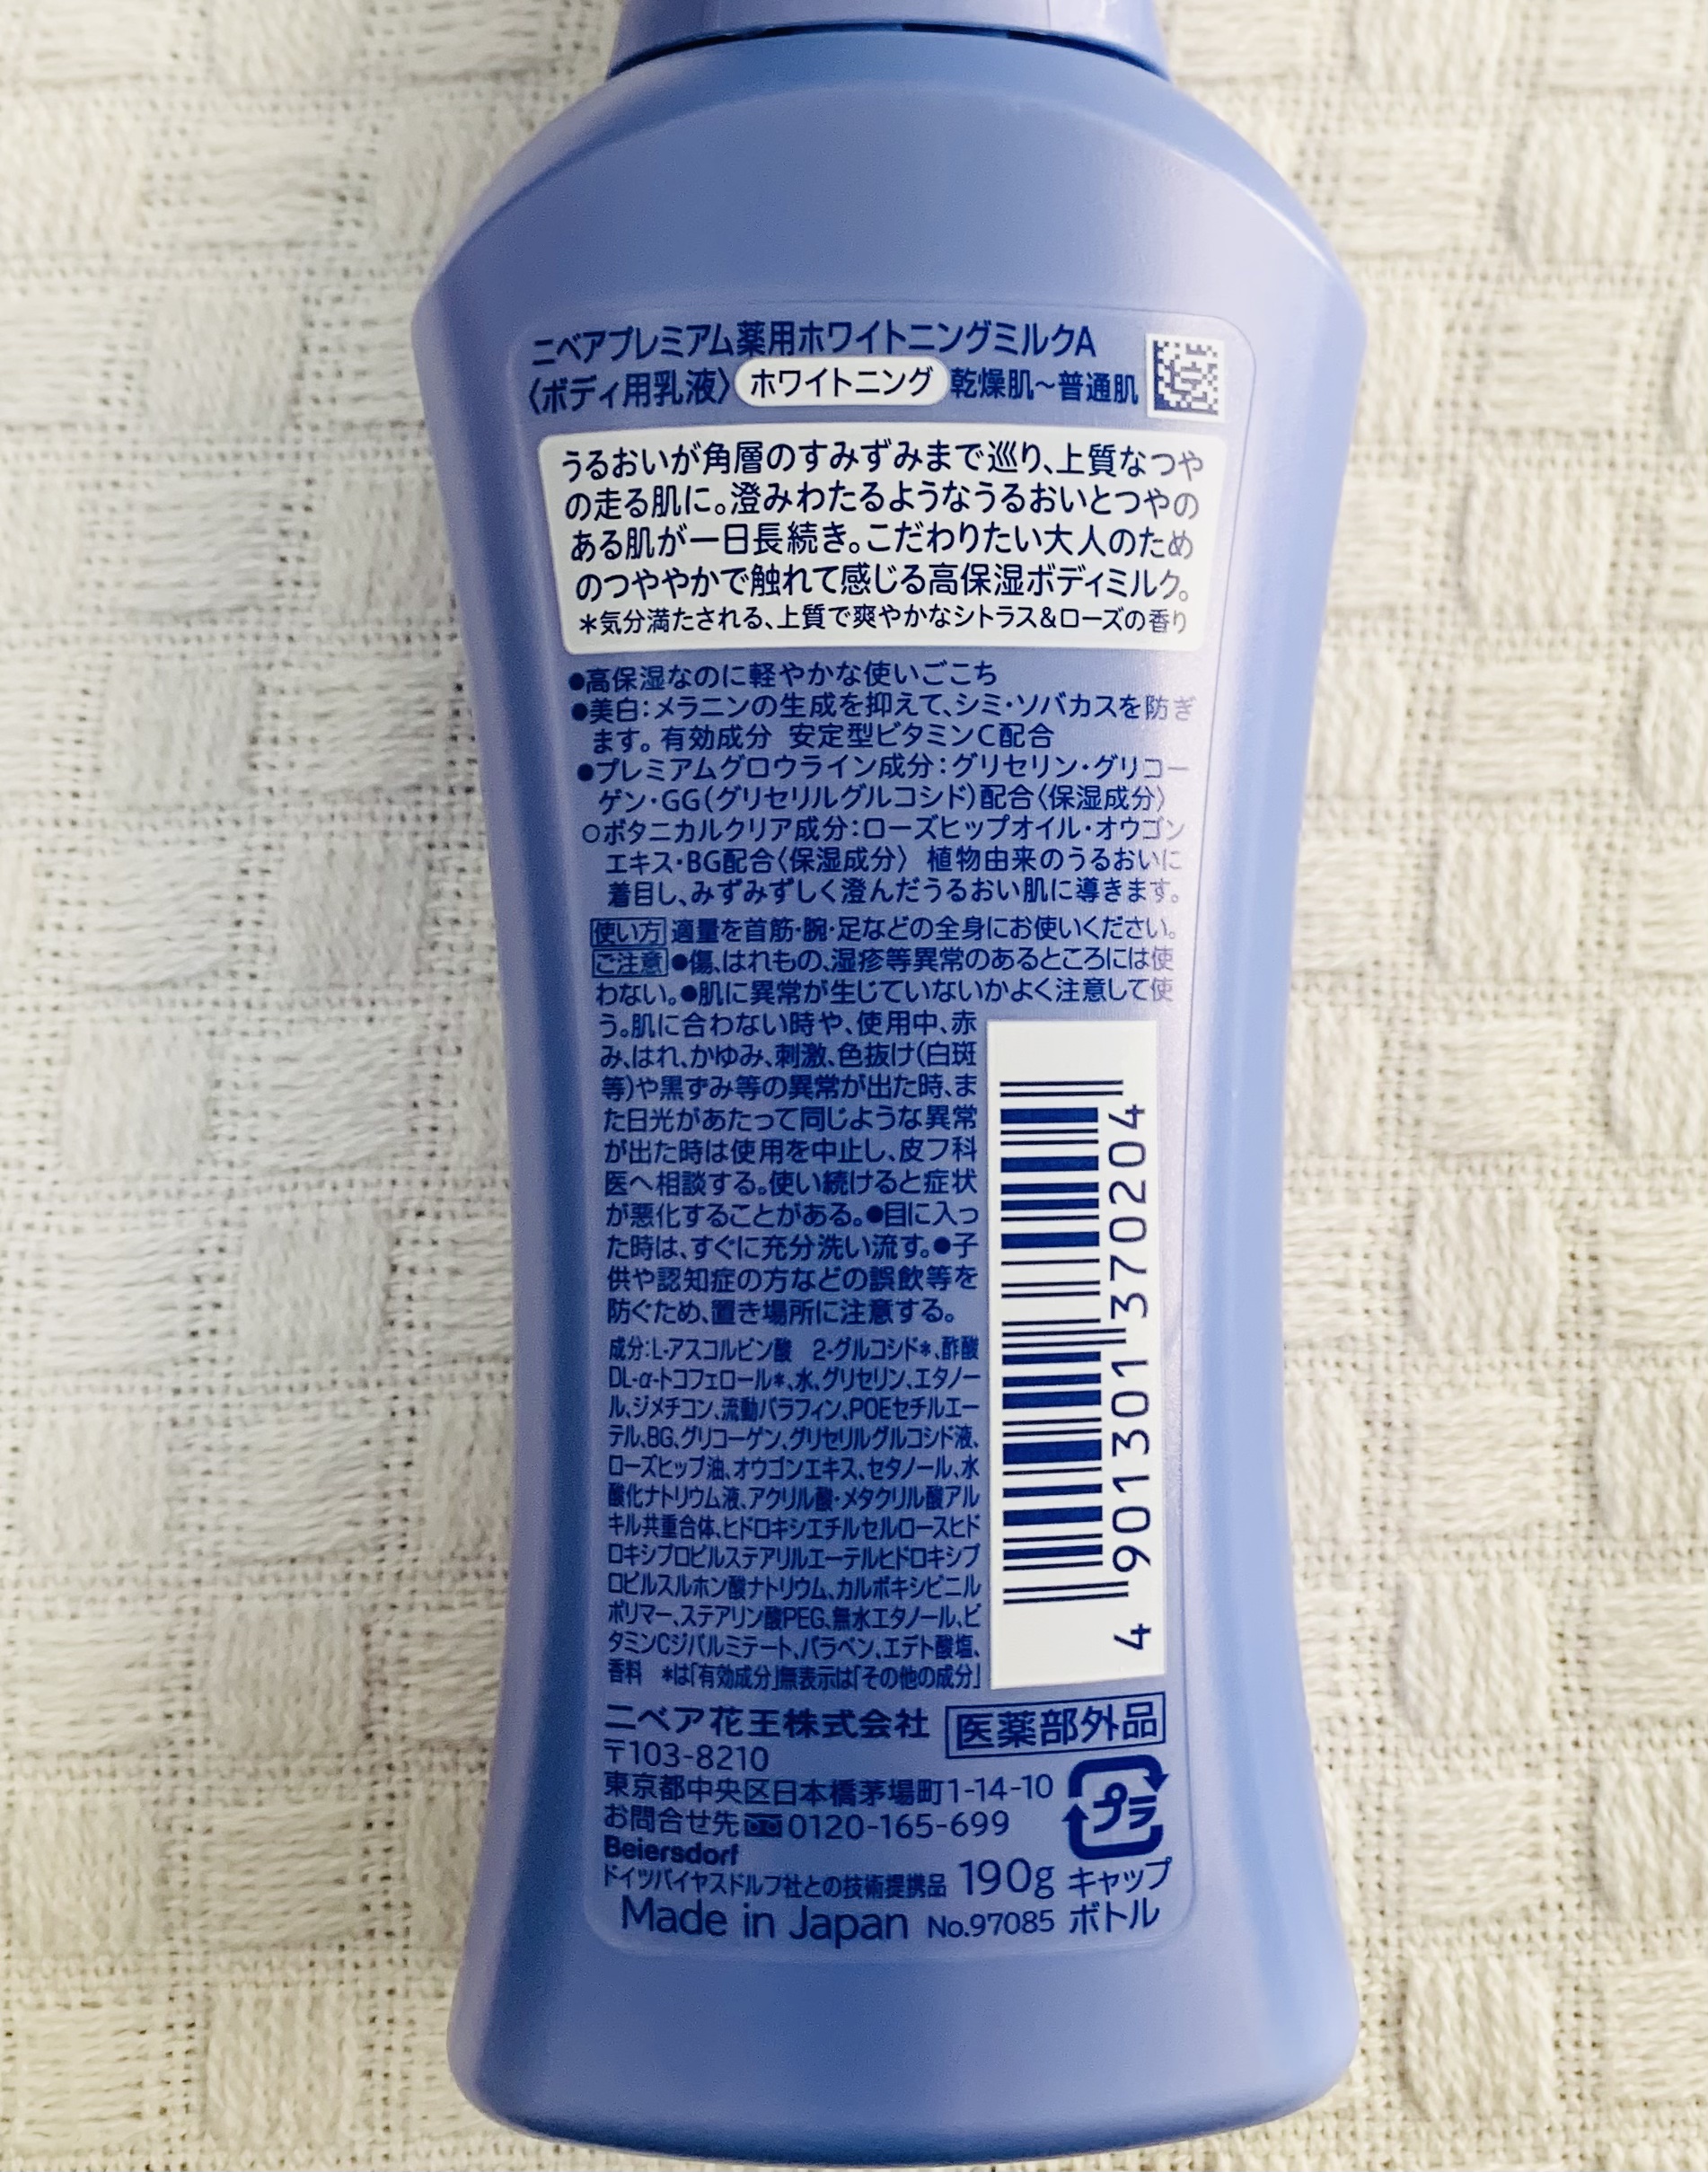 ニベアプレミアム薬用ホワイトニングミルクA
〈ボディ用乳液〉 ホワイトニング 乾燥肌~普通肌
うるおいが角層のすみずみまで巡り、上質なつや
の走る肌に。澄みわたるようなうるおいとつやの
ある肌が一日長続き。こだわりたい大人のため
のつややかで触れて感じる高保湿ボディミルク。
*気分満たされる、上質で爽やかなシトラス&ローズの香り
●高保湿なのに軽やかな使いごこち
●美白:メラニンの生成を抑えて、シミ・ソバカスを防ぎ
ます。有効成分 安定型ビタミンC配合
●プレミアムグロウライン成分:グリセリン・グリコー
ゲン・GG(グリセリルグルコシド)配合〈保湿成分〉
○ボタニカルクリア成分:ローズヒップオイル・オウゴン
エキス・BG配合〈保湿成分〉 植物由来のうるおいに
着目し、みずみずしく澄んだうるおい肌に導きます。
使い方 適量を首筋・腕・足などの全身にお使いください。
ご注意 ●傷、はれもの、湿疹等異常のあるところには使
わない。●肌に異常が生じていないかよく注意して使
う。肌に合わない時や、使用中、赤
み、はれ、かゆみ、刺激、色抜け(白斑
等)や黒ずみ等の異常が出た時、ま
た日光があたって同じような異常
が出た時は使用を中止し、皮フ科
医へ相談する。使い続けると症状
が悪化することがある。●目に入っ
た時は、すぐに充分洗い流す。●子
供や認知症の方などの誤飲等を
防ぐため、置き場所に注意する。
成分:L-アスコルビン酸 2-グルコシド*、酢酸
DL-α-トコフェロール*、水、グリセリン、エタノー
ル、ジメチコン、流動パラフィン、POEセチルエー
テル、BG、グリコーゲン、グリセリルグルコシド液、
ローズヒップ油、オウゴンエキス、セタノール、水
酸化ナトリウム液、アクリル酸・メタクリル酸アル
キル共重合体、ヒドロキシエチルセルロースヒド
ロキシプロピルステアリルエーテルヒドロキシプ
ロピルスルホン酸ナトリウム、カルボキシビニル
ポリマー、ステアリン酸PEG、無水エタノール、ビ
タミンCジパルミテート、パラベン、エデト酸塩、
香料 *は「有効成分」無表示は「その他の成分」
4 901301 370204
ニベア花王株式会社 医薬部外品
〒103-8210
東京都中央区日本橋茅場町1-14-10
お問合せ先 0120-165-699
プラ
Beiersdorf
ドイツバイヤスドルフ社との技術提携品 190g キャップ
Made in Japan No.97085 ボトル